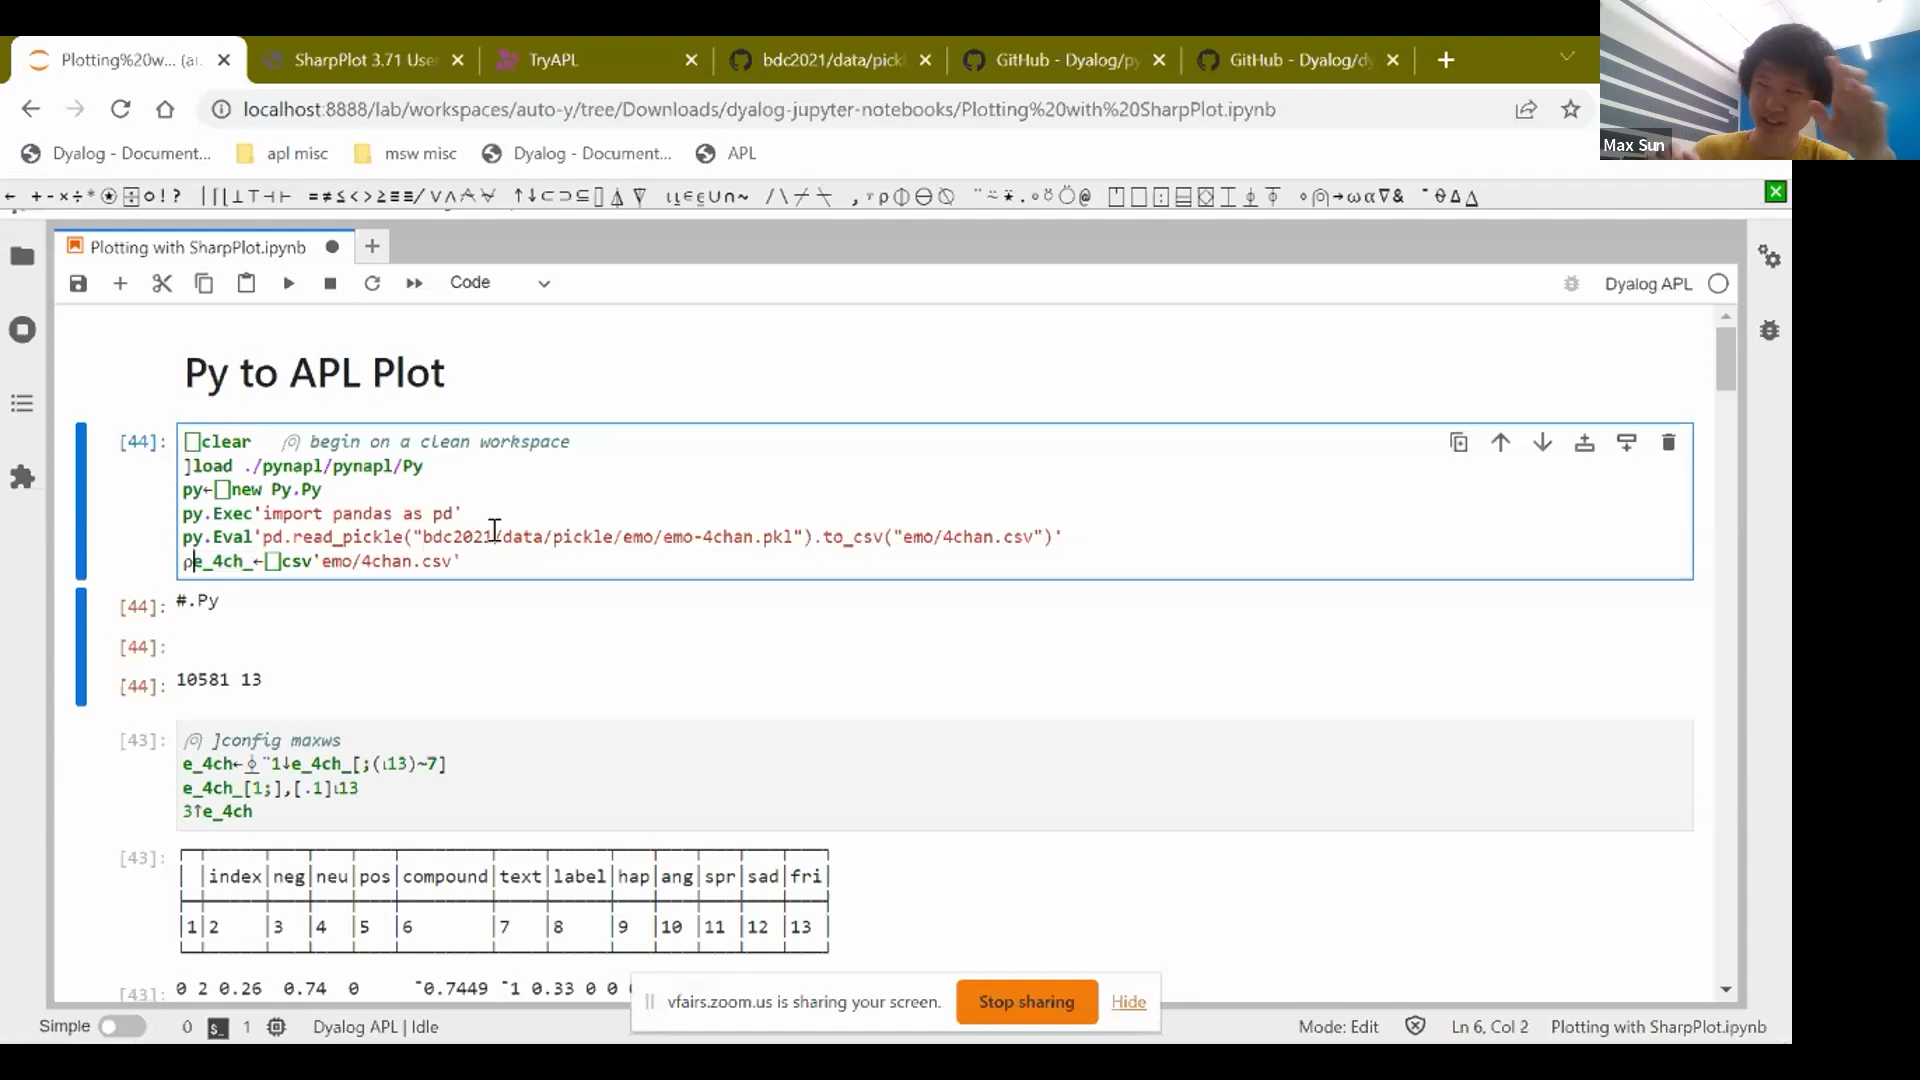 Plotting%20w... (au
SharpPlot 3.71 User
TryAPL
bdc2021/data/pickl
GitHub - Dyalog/py
GitHub - Dyalog/dy
localhost:8888/lab/workspaces/auto-y/tree/Downloads/dyalog-jupyter-notebooks/Plotting%20with%20SharpPlot.ipynb
Max Sun
Dyalog - Document...
apl misc
msw misc
Dyalog - Document...
APL
Plotting with SharpPlot.ipynb
Code
Dyalog APL
Py to APL Plot
[44]:
⎕clear ⍝ begin on a clean workspace
]load ./pynapl/pynapl/Py
py←⎕new Py.Py
py.Exec'import pandas as pd'
py.Eval'pd.read_pickle("bdc2021/data/pickle/emo/emo-4chan.pkl").to_csv("emo/4chan.csv")'
⍴e_4ch_←⎕csv'emo/4chan.csv'
[44]: #.Py
[44]:
[44]: 10581 13
[43]:
⍝ ]config maxws
e_4ch←⍎¨1↓e_4ch_[;(⍳13)~7]
e_4ch_[1;],[.1]⍳13
3↑e_4ch
[43]:
index neg neu pos compound text label hap ang spr sad fri
1 2 3 4 5 6 7 8 9 10 11 12 13
[43]: 0 2 0.26 0.74 0 ¯0.7449 ¯1 0.33 0 0
vfairs.zoom.us is sharing your screen.
Stop sharing
Hide
Simple
0
1
Dyalog APL | Idle
Mode: Edit
Ln 6, Col 2
Plotting with SharpPlot.ipynb